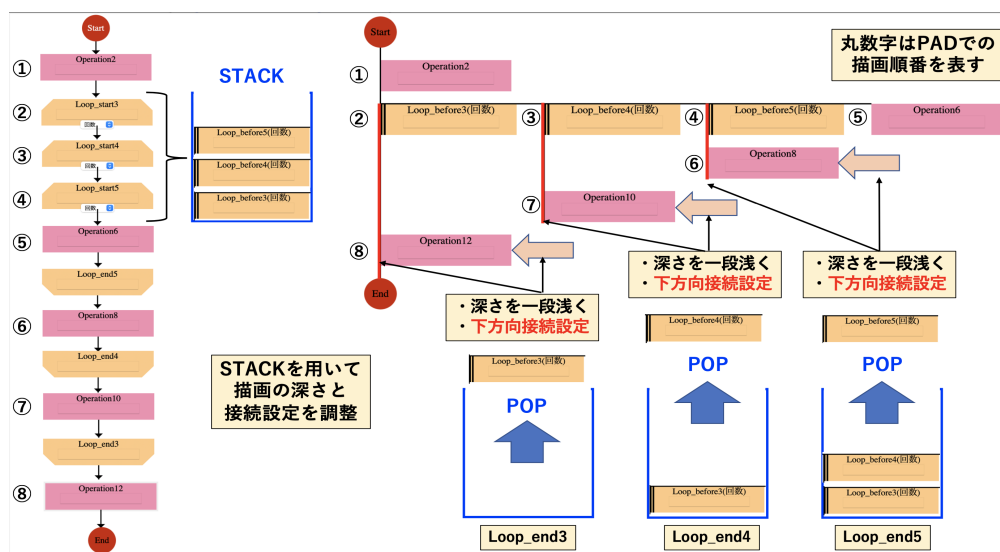 Start
①
Operation2
②
Loop_start3
回数
③
Loop_start4
回数
④
Loop_start5
回数
⑤
Operation6
Loop_end5
⑥
Operation8
Loop_end4
⑦
Operation10
Loop_end3
⑧
Operation12
End
STACK
Loop_before5(回数)
Loop_before4(回数)
Loop_before3(回数)
STACKを用いて
描画の深さと
接続設定を調整
Start
丸数字はPADでの
描画順番を表す
①
Operation2
②
Loop_before3(回数)
③
Loop_before4(回数)
④
Loop_before5(回数)
⑤
Operation6
⑥
Operation8
⑦
Operation10
⑧
Operation12
End
・深さを一段浅く
・下方向接続設定
・深さを一段浅く
・下方向接続設定
・深さを一段浅く
・下方向接続設定
Loop_before3(回数)
POP
Loop_end3
Loop_before4(回数)
POP
Loop_before3(回数)
Loop_end4
Loop_before5(回数)
POP
Loop_before4(回数)
Loop_before3(回数)
Loop_end5